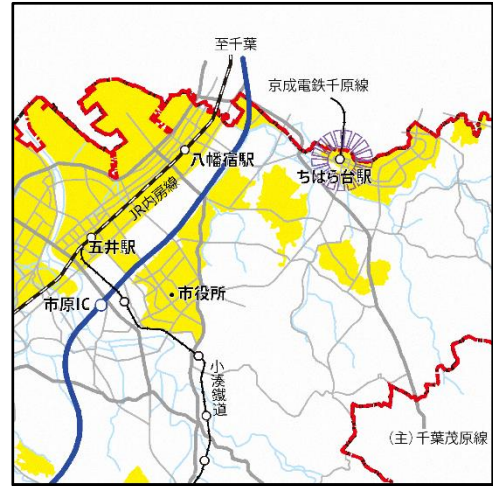 至千葉
京成電鉄千原線
八幡宿駅
ちはら台駅
JR内房線
五井駅
市原IC
市役所
小湊鐵道
(主)千葉茂原線